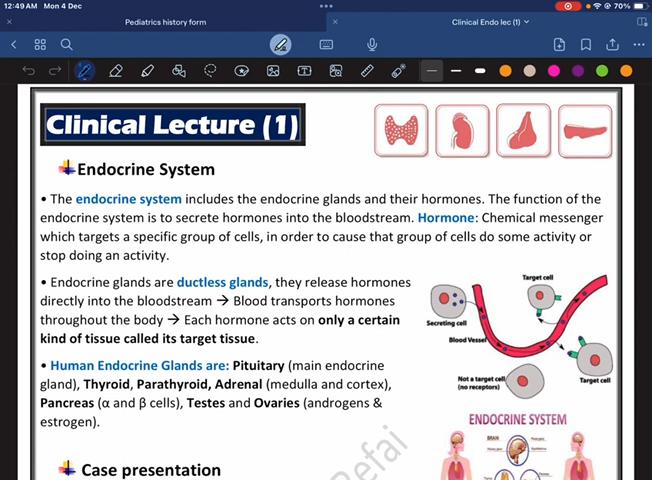 12:49 AM Mon 4 Dec
70%
Pediatrics history form
Clinical Endo lec (1)
Clinical Lecture (1)
Endocrine System
• The endocrine system includes the endocrine glands and their hormones. The function of the
endocrine system is to secrete hormones into the bloodstream. Hormone: Chemical messenger
which targets a specific group of cells, in order to cause that group of cells do some activity or
stop doing an activity.
• Endocrine glands are ductless glands, they release hormones
directly into the bloodstream → Blood transports hormones
throughout the body → Each hormone acts on only a certain
kind of tissue called its target tissue.
Target cell
Secreting cell
Blood Vessel
Not a target cell
(no receptors)
Target cell
• Human Endocrine Glands are: Pituitary (main endocrine
gland), Thyroid, Parathyroid, Adrenal (medulla and cortex),
Pancreas (α and β cells), Testes and Ovaries (androgens &
estrogen).
ENDOCRINE SYSTEM
BRAIN
Refai
Case presentation